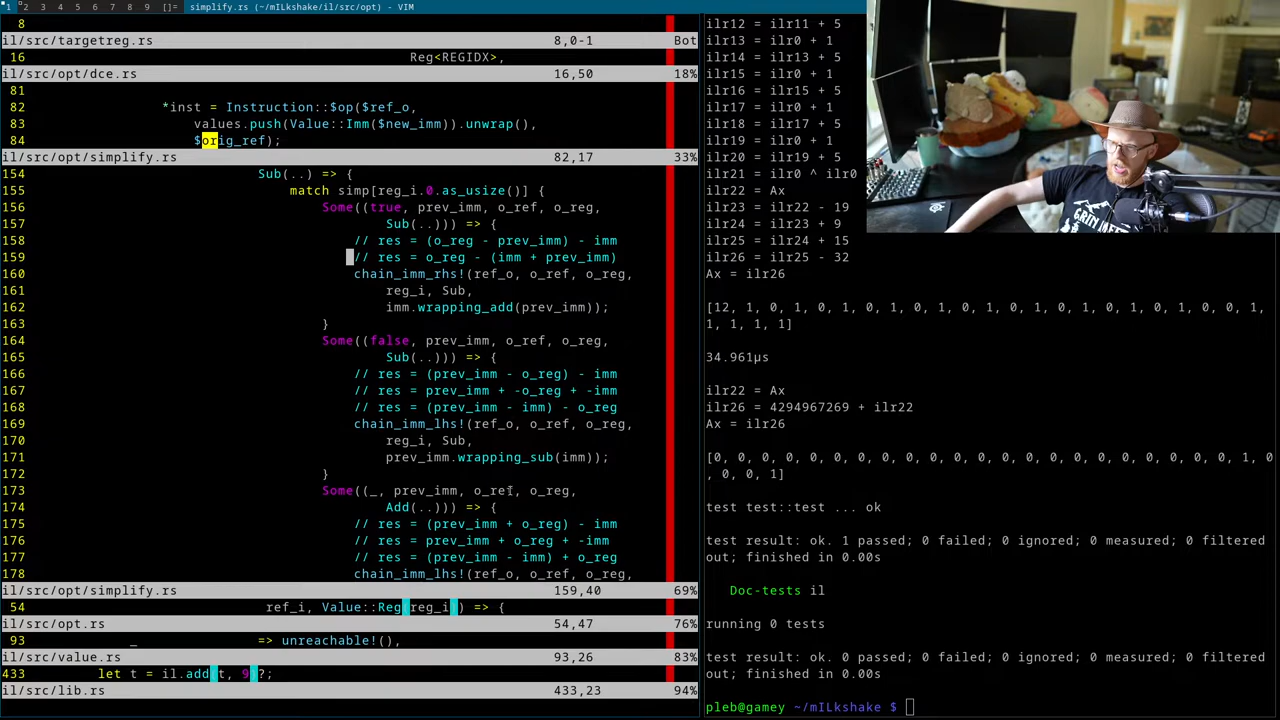 1 2 3 4 5 6 7 8 9 []= simplify.rs (~/mILkshake/il/src/opt) - VIM
8
il/src/targetreg.rs 8,0-1 Bot
16 Reg<REGIDX>,
il/src/opt/dce.rs 16,50 18%
81
82 *inst = Instruction::$op($ref_o,
83 values.push(Value::Imm($new_imm)).unwrap(),
84 $orig_ref);
il/src/opt/simplify.rs 82,17 33%
154 Sub(..) => {
155 match simp[reg_i.0.as_usize()] {
156 Some((true, prev_imm, o_ref, o_reg,
157 Sub(..))) => {
158 // res = (o_reg - prev_imm) - imm
159 // res = o_reg - (imm + prev_imm)
160 chain_imm_rhs!(ref_o, o_ref, o_reg,
161 reg_i, Sub,
162 imm.wrapping_add(prev_imm));
163 }
164 Some((false, prev_imm, o_ref, o_reg,
165 Sub(..))) => {
166 // res = (prev_imm - o_reg) - imm
167 // res = prev_imm + -o_reg + -imm
168 // res = (prev_imm - imm) - o_reg
169 chain_imm_lhs!(ref_o, o_ref, o_reg,
170 reg_i, Sub,
171 prev_imm.wrapping_sub(imm));
172 }
173 Some((_, prev_imm, o_ref, o_reg,
174 Add(..))) => {
175 // res = (prev_imm + o_reg) - imm
176 // res = prev_imm + o_reg + -imm
177 // res = (prev_imm - imm) + o_reg
178 chain_imm_lhs!(ref_o, o_ref, o_reg,
il/src/opt/simplify.rs 159,40 69%
54 ref_i, Value::Reg(reg_i)) => {
il/src/opt.rs 54,47 76%
93 _ => unreachable!(),
il/src/value.rs 93,26 83%
433 let t = il.add(t, 9)?;
il/src/lib.rs 433,23 94%
ilr12 = ilr11 + 5
ilr13 = ilr0 + 1
ilr14 = ilr13 + 5
ilr15 = ilr0 + 1
ilr16 = ilr15 + 5
ilr17 = ilr0 + 1
ilr18 = ilr17 + 5
ilr19 = ilr0 + 1
ilr20 = ilr19 + 5
ilr21 = ilr0 ^ ilr0
ilr22 = Ax
ilr23 = ilr22 - 19
ilr24 = ilr23 + 9
ilr25 = ilr24 + 15
ilr26 = ilr25 - 32
Ax = ilr26
[12, 1, 0, 1, 0, 1, 0, 1, 0, 1, 0, 1, 0, 1, 0, 1, 0, 1, 0, 1, 0, 0, 1,
1, 1, 1, 1]
34.961µs
ilr22 = Ax
ilr26 = 4294967269 + ilr22
Ax = ilr26
[0, 0, 0, 0, 0, 0, 0, 0, 0, 0, 0, 0, 0, 0, 0, 0, 0, 0, 0, 0, 0, 0, 1, 0
, 0, 0, 1]
test test::test ... ok
test result: ok. 1 passed; 0 failed; 0 ignored; 0 measured; 0 filtered
out; finished in 0.00s
Doc-tests il
running 0 tests
test result: ok. 0 passed; 0 failed; 0 ignored; 0 measured; 0 filtered
out; finished in 0.00s
pleb@gamey ~/mILkshake $